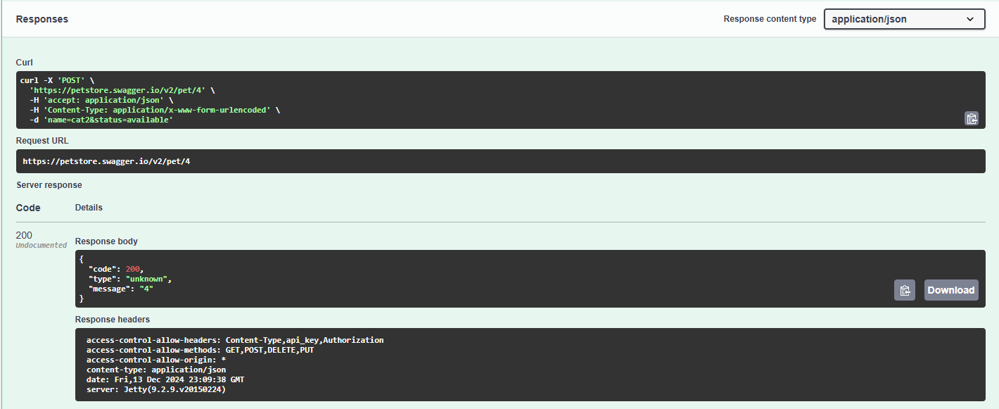 Responses
Response content type application/json
Curl
curl -X 'POST' \
  'https://petstore.swagger.io/v2/pet/4' \
  -H 'accept: application/json' \
  -H 'Content-Type: application/x-www-form-urlencoded' \
  -d 'name=cat2&status=available'
Request URL
https://petstore.swagger.io/v2/pet/4
Server response
Code Details
200
Undocumented
Response body
{
  "code": 200,
  "type": "unknown",
  "message": "4"
}
Download
Response headers
access-control-allow-headers: Content-Type,api_key,Authorization
access-control-allow-methods: GET,POST,DELETE,PUT
access-control-allow-origin: *
content-type: application/json
date: Fri,13 Dec 2024 23:09:38 GMT
server: Jetty(9.2.9.v20150224)